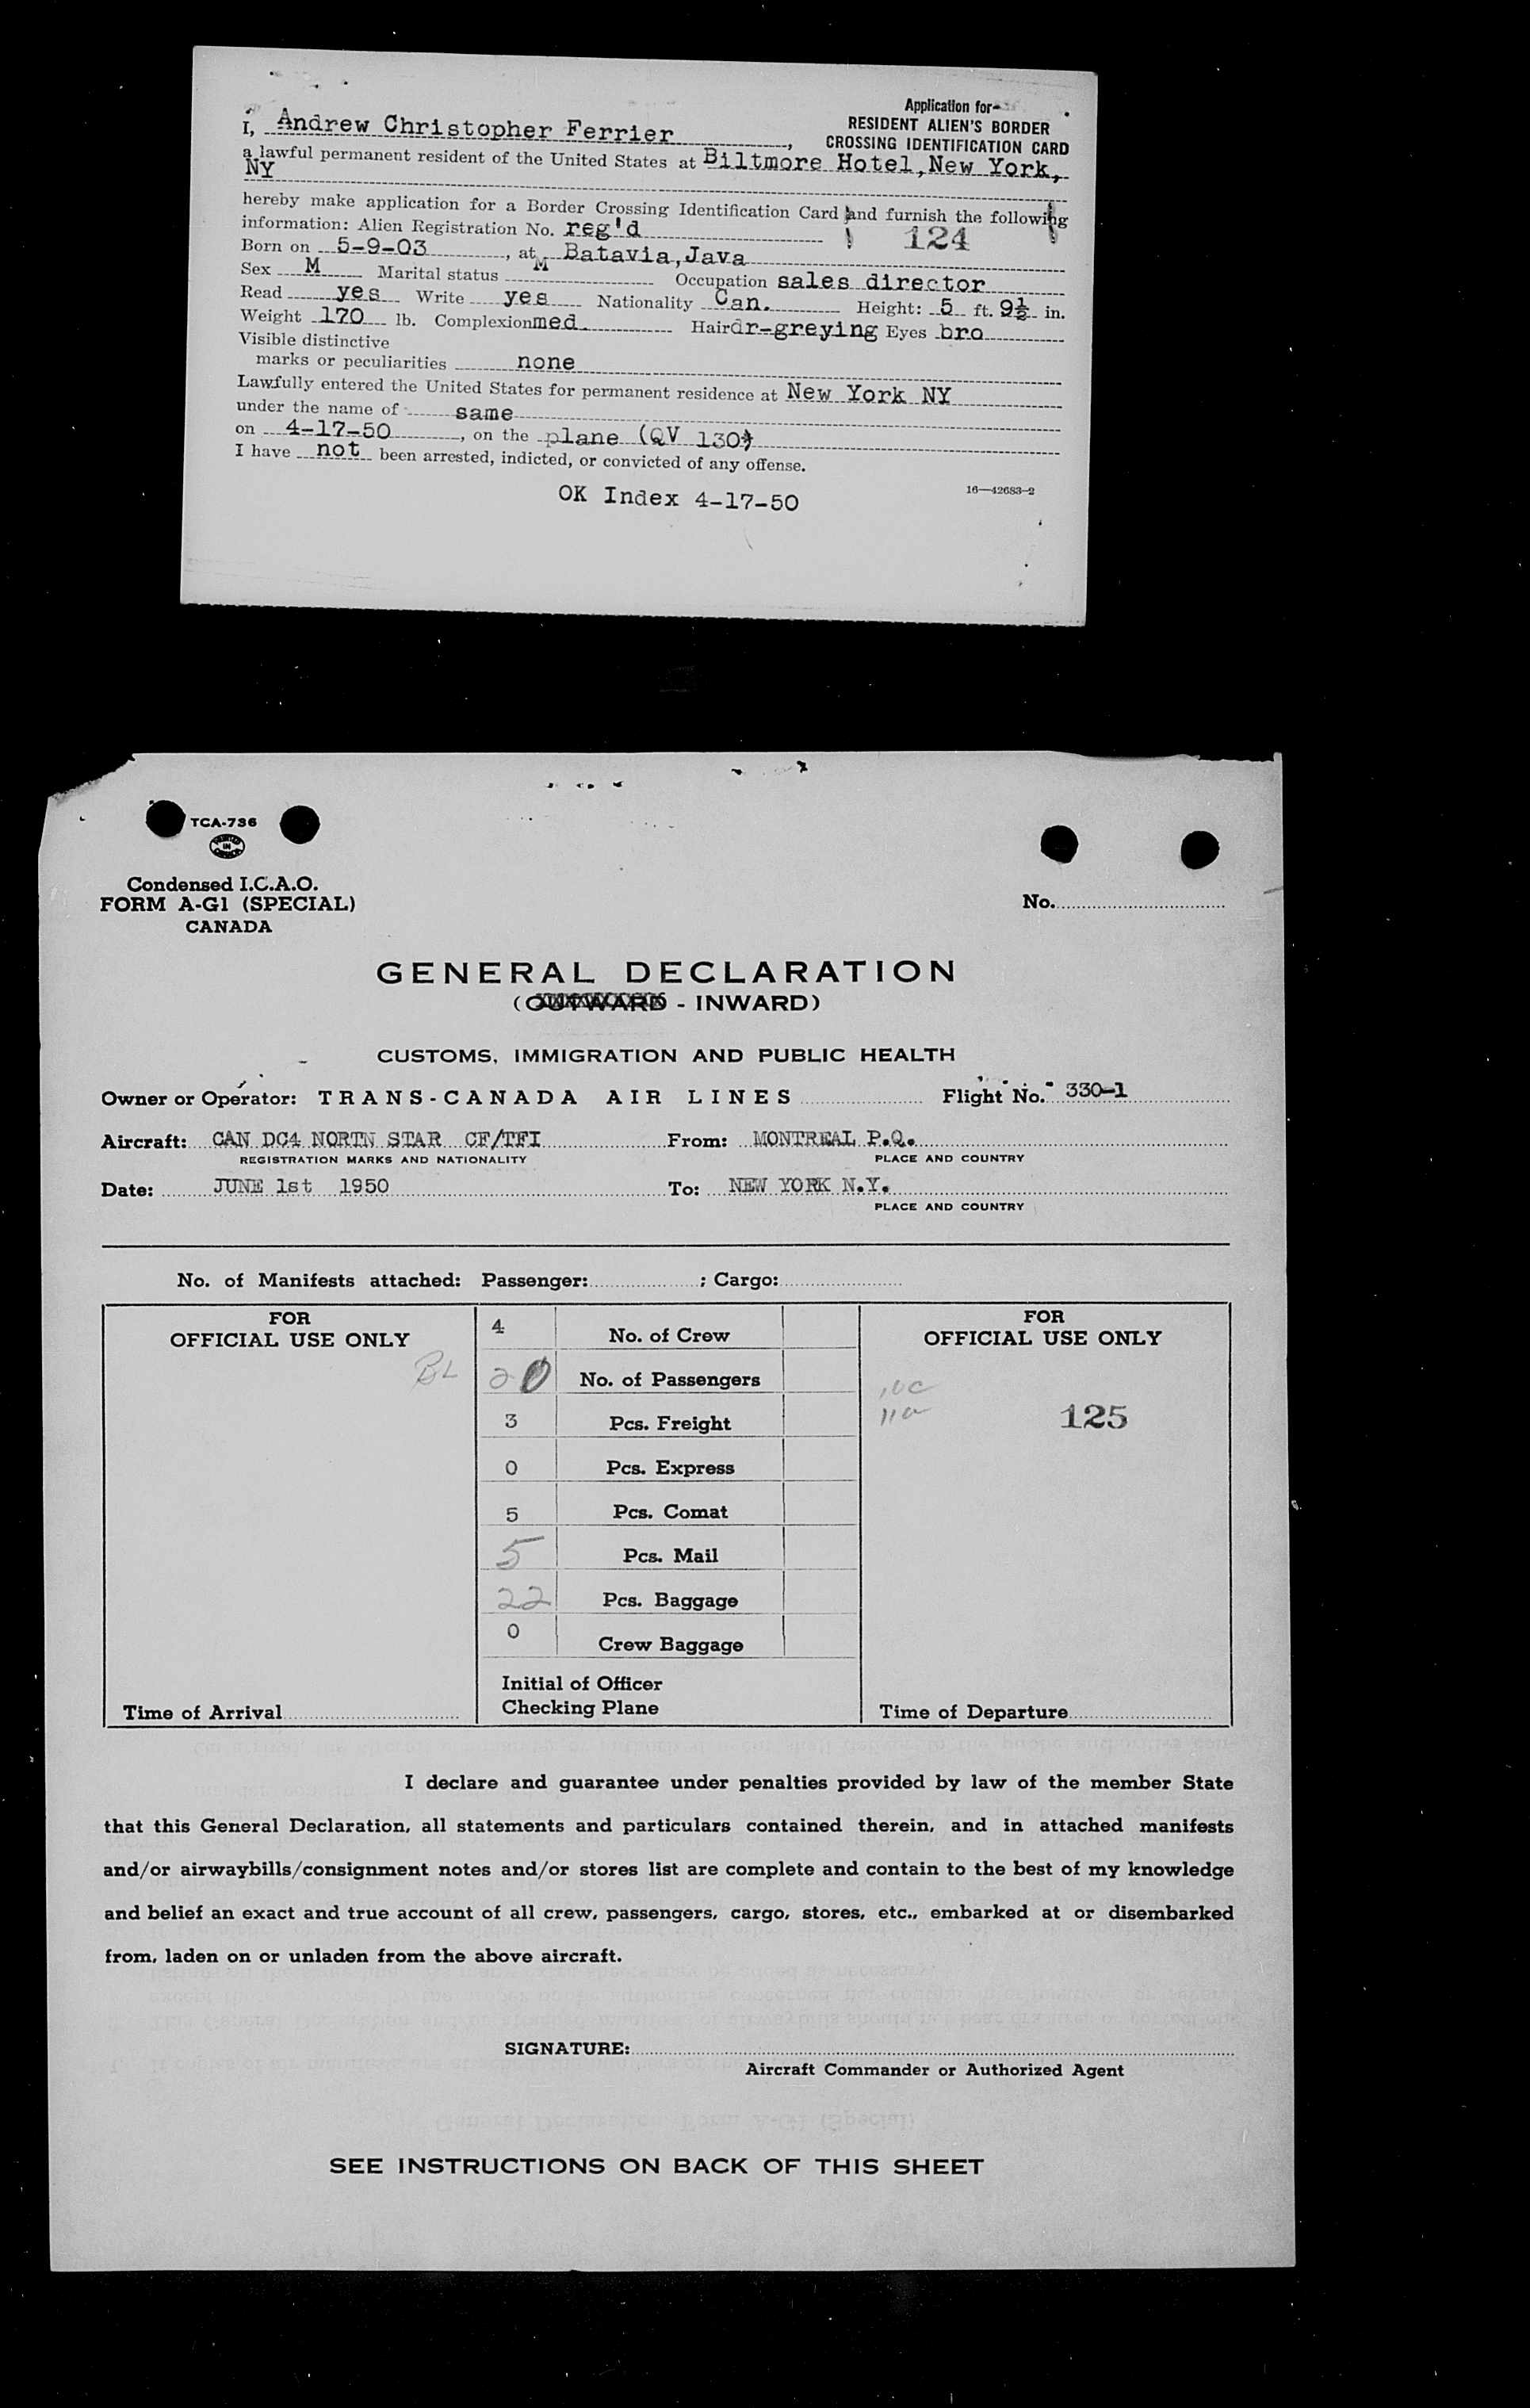 Application for-
RESIDENT ALIEN'S BORDER
CROSSING IDENTIFICATION CARD
I, Andrew Christopher Ferrier,
a lawful permanent resident of the United States at Biltmore Hotel, New York,
NY
hereby make application for a Border Crossing Identification Card and furnish the following
information: Alien Registration No. reg'd 124
Born on 5-9-03, at Batavia, Java
Sex M Marital status M Occupation sales director
Read yes Write yes Nationality Can. Height: 5 ft. 9½ in.
Weight 170 lb. Complexion med. Hair dr-greying Eyes bro
Visible distinctive
marks or peculiarities none
Lawfully entered the United States for permanent residence at New York NY
under the name of same
on 4-17-50, on the plane (QV 130)
I have not been arrested, indicted, or convicted of any offense.
OK Index 4-17-50
16—42683-2
TCA-736
PRINTED IN CANADA
Condensed I.C.A.O.
FORM A-G1 (SPECIAL)
CANADA
No.
GENERAL DECLARATION
(OUTWARD - INWARD)
CUSTOMS, IMMIGRATION AND PUBLIC HEALTH
Owner or Operator: TRANS-CANADA AIR LINES Flight No. 330-1
Aircraft: CAN DC4 NORTN STAR CF/TFI From: MONTREAL P.Q.
REGISTRATION MARKS AND NATIONALITY PLACE AND COUNTRY
Date: JUNE 1st 1950 To: NEW YORK N.Y.
PLACE AND COUNTRY
No. of Manifests attached: Passenger: ; Cargo:
FOR
OFFICIAL USE ONLY
BL
Time of Arrival
4 No. of Crew
20 No. of Passengers
3 Pcs. Freight
0 Pcs. Express
5 Pcs. Comat
5 Pcs. Mail
22 Pcs. Baggage
0 Crew Baggage
Initial of Officer
Checking Plane
FOR
OFFICIAL USE ONLY
125
Time of Departure
I declare and guarantee under penalties provided by law of the member State
that this General Declaration, all statements and particulars contained therein, and in attached manifests
and/or airwaybills/consignment notes and/or stores list are complete and contain to the best of my knowledge
and belief an exact and true account of all crew, passengers, cargo, stores, etc., embarked at or disembarked
from, laden on or unladen from the above aircraft.
SIGNATURE:
Aircraft Commander or Authorized Agent
SEE INSTRUCTIONS ON BACK OF THIS SHEET